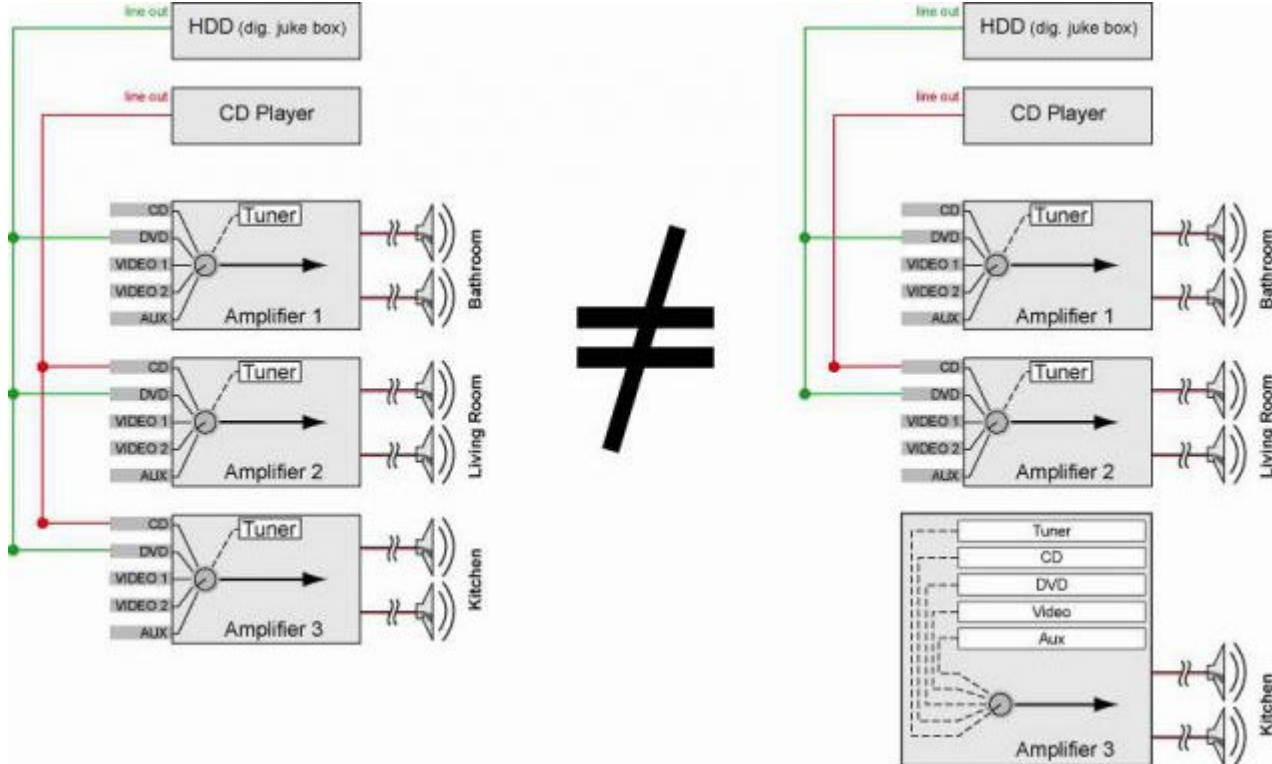 line out
HDD (dig. juke box)
line out
CD Player
CD
Tuner
DVD
VIDEO 1
VIDEO 2
AUX
Amplifier 1
Bathroom
CD
Tuner
DVD
VIDEO 1
VIDEO 2
AUX
Amplifier 2
Living Room
CD
Tuner
DVD
VIDEO 1
VIDEO 2
AUX
Amplifier 3
Kitchen
≠
line out
HDD (dig. juke box)
line out
CD Player
CD
Tuner
DVD
VIDEO 1
VIDEO 2
AUX
Amplifier 1
Bathroom
CD
Tuner
DVD
VIDEO 1
VIDEO 2
AUX
Amplifier 2
Living Room
Tuner
CD
DVD
Video
Aux
Amplifier 3
Kitchen